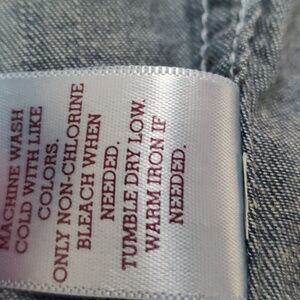 MACHINE WASH
COLD WITH LIKE
COLORS.
ONLY NON-CHLORINE
BLEACH WHEN
NEEDED.
TUMBLE DRY LOW.
WARM IRON IF
NEEDED.